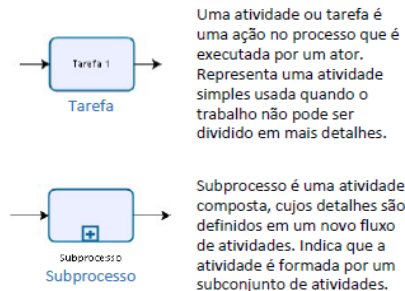 Uma atividade ou tarefa é
uma ação no processo que é
executada por um ator.
Representa uma atividade
simples usada quando o
trabalho não pode ser
dividido em mais detalhes.
Tarefa 1
Tarefa
Subprocesso é uma atividade
composta, cujos detalhes são
definidos em um novo fluxo
de atividades. Indica que a
atividade é formada por um
subconjunto de atividades.
Subprocesso
Subprocesso